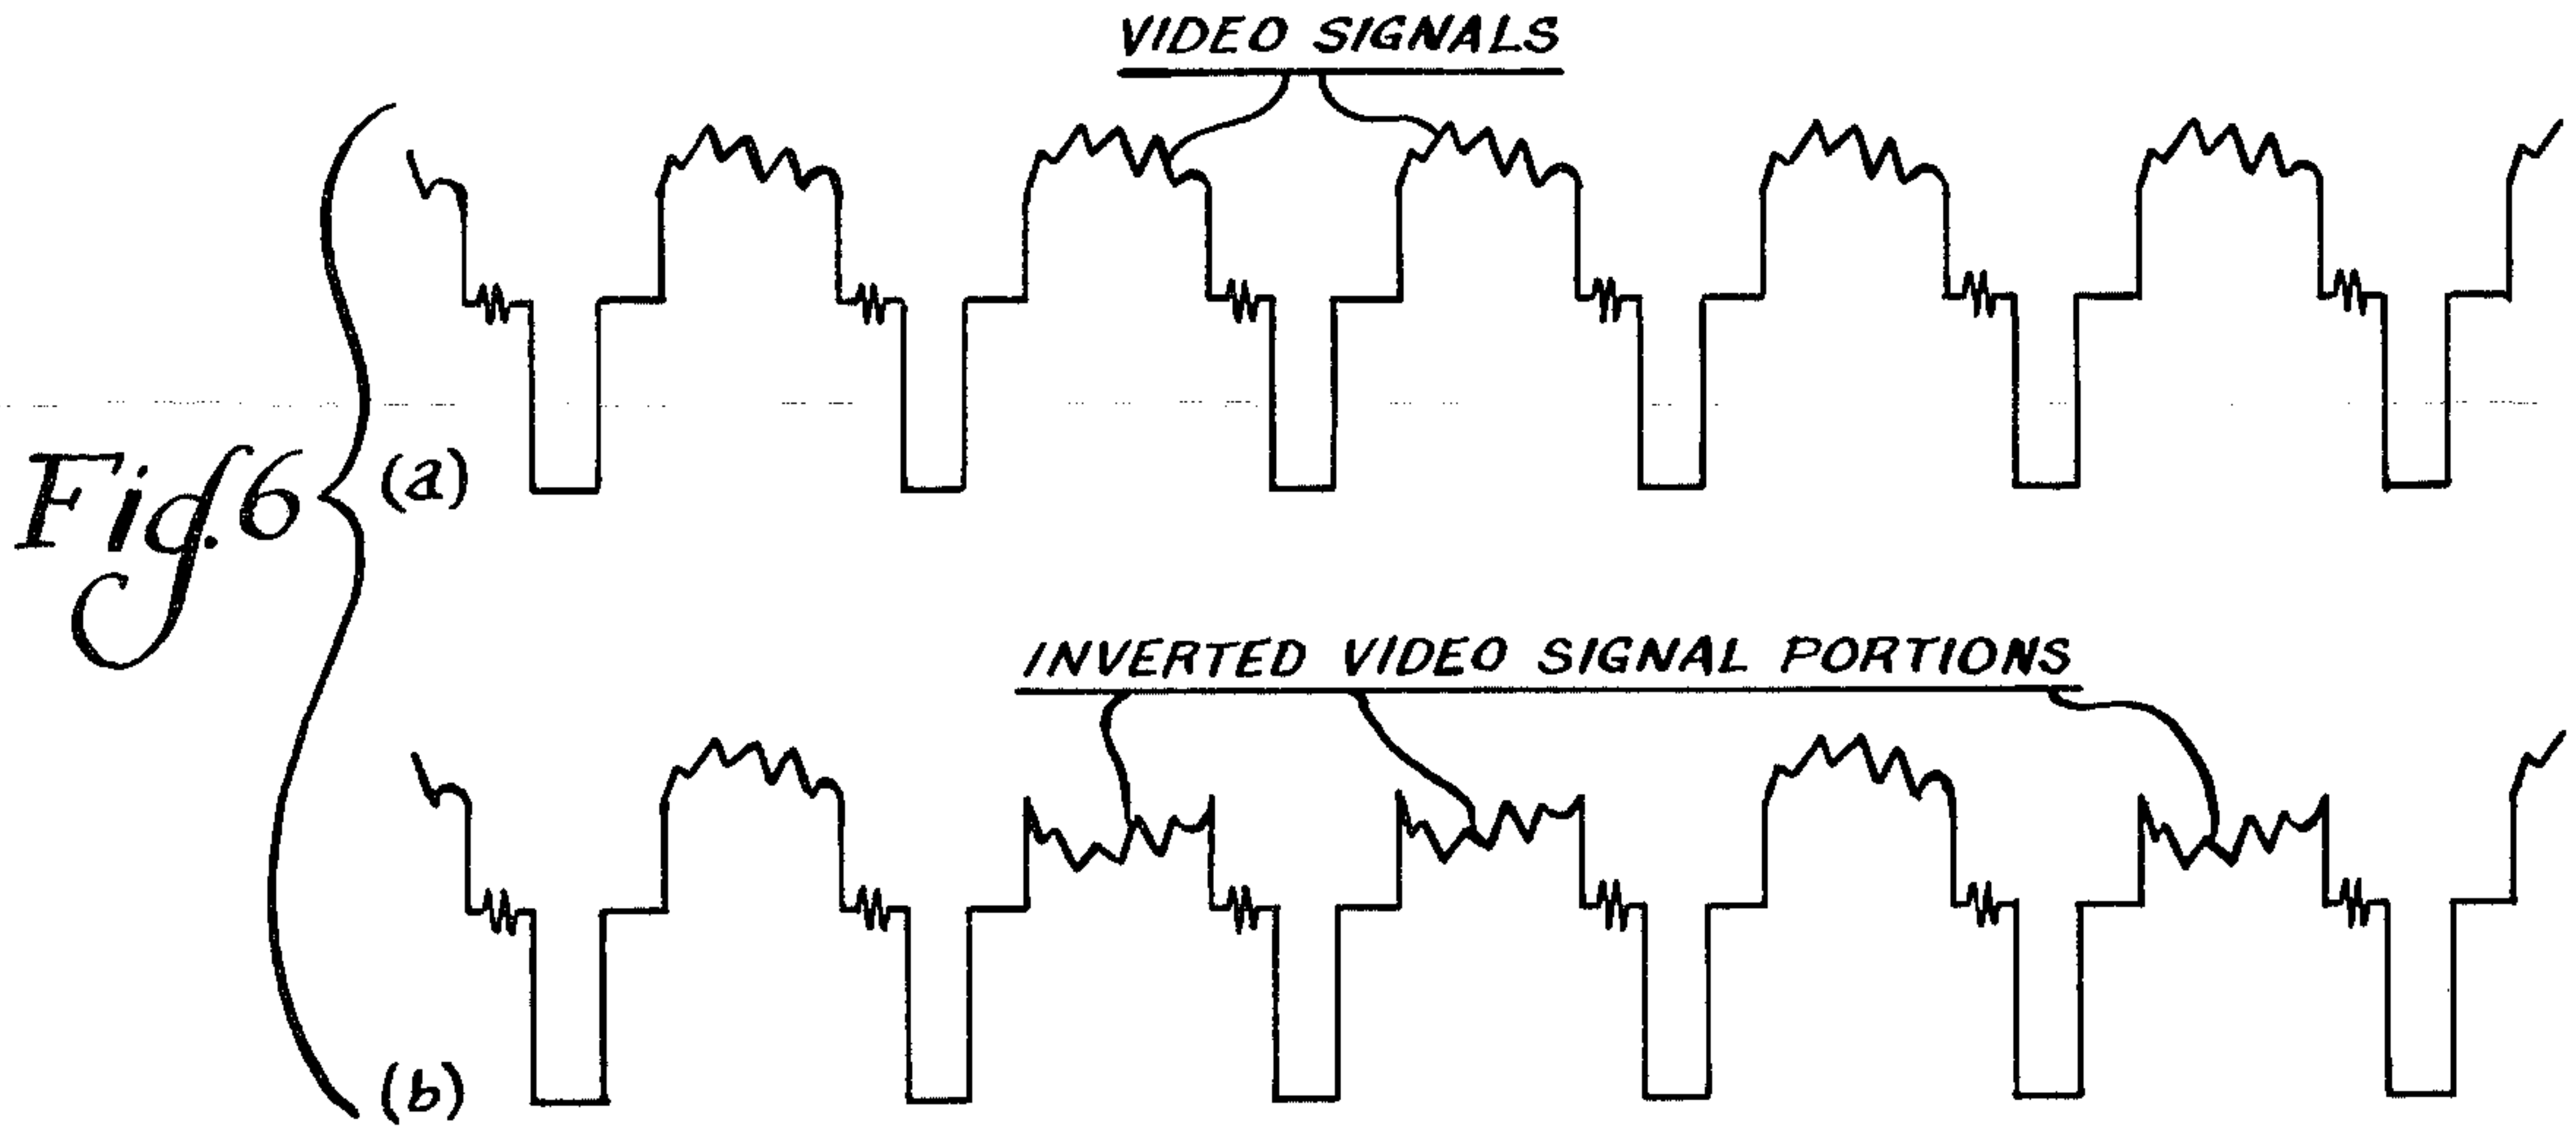 VIDEO SIGNALS
Fig. 6
(a)
INVERTED VIDEO SIGNAL PORTIONS
(b)